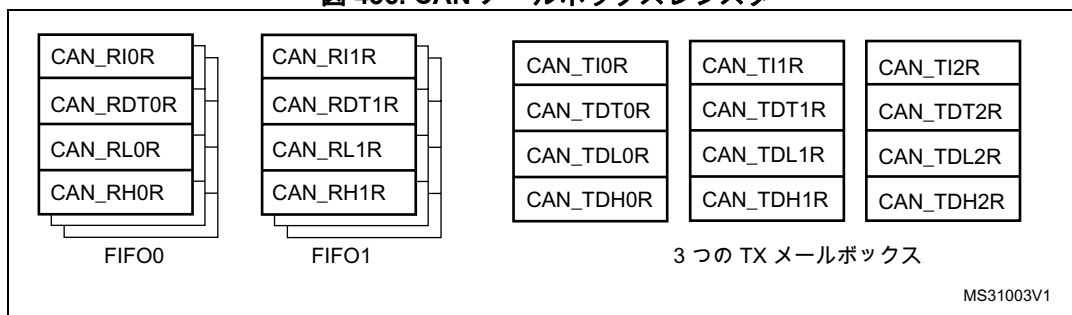 CAN_RI0R
CAN_RDT0R
CAN_RL0R
CAN_RH0R
FIFO0
CAN_RI1R
CAN_RDT1R
CAN_RL1R
CAN_RH1R
FIFO1
CAN_TI0R
CAN_TDT0R
CAN_TDL0R
CAN_TDH0R
CAN_TI1R
CAN_TDT1R
CAN_TDL1R
CAN_TDH1R
CAN_TI2R
CAN_TDT2R
CAN_TDL2R
CAN_TDH2R
3 つの TX メールボックス
MS31003V1